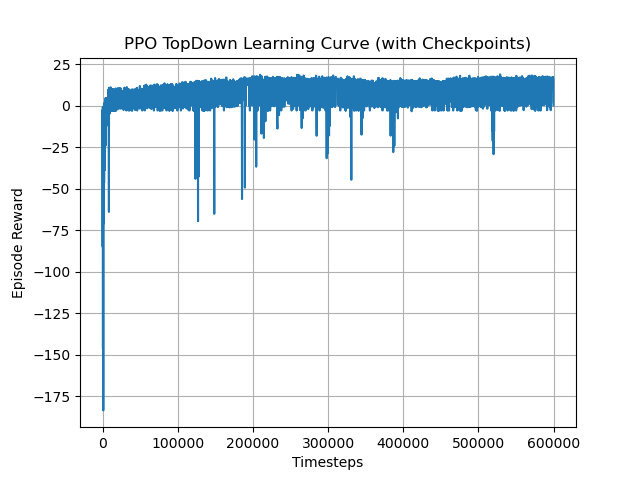 PPO TopDown Learning Curve (with Checkpoints)
25
0
−25
−50
−75
−100
−125
−150
−175
Episode Reward
0 100000 200000 300000 400000 500000 600000
Timesteps